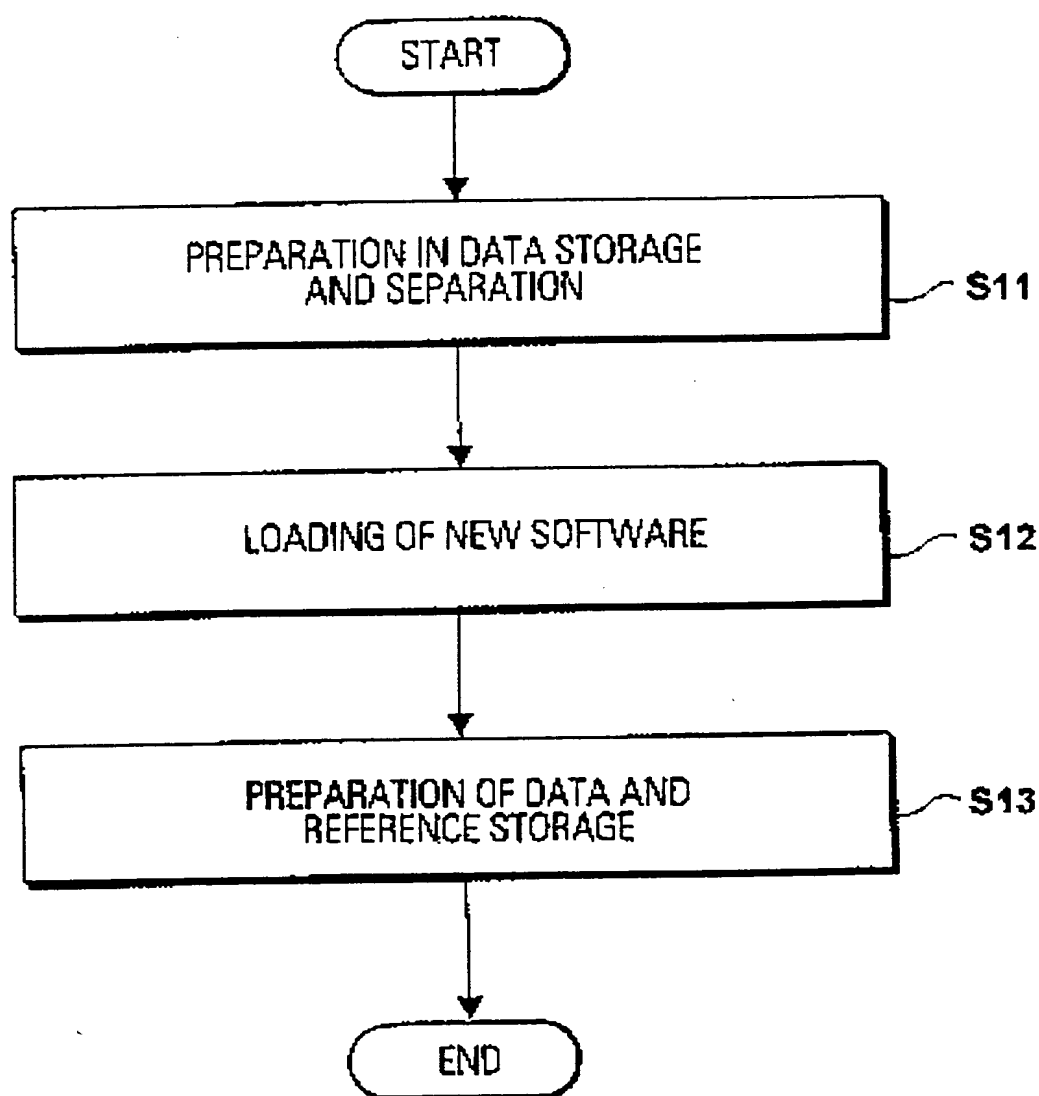 START
PREPARATION IN DATA STORAGE
AND SEPARATION
S11
LOADING OF NEW SOFTWARE
S12
PREPARATION OF DATA AND
REFERENCE STORAGE
S13
END